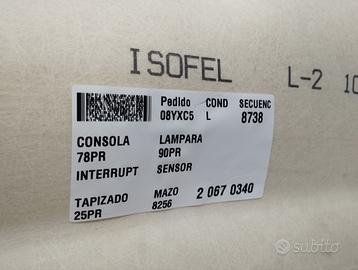 ISOFEL L-2 10
Pedido COND SECUENC
08YXC5 L 8738
CONSOLA LAMPARA
78PR 90PR
INTERRUPT SENSOR
TAPIZADO MAZO 2 067 0340
25PR 8256
subito